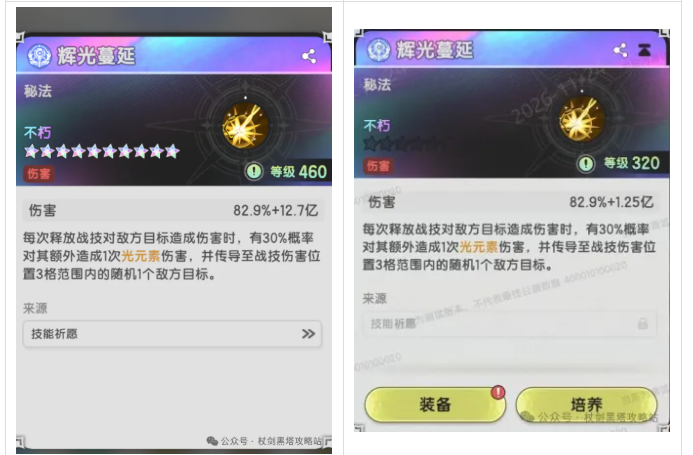 辉光蔓延
秘法
不朽
伤害
等级 460
伤害
82.9%+12.7亿
每次释放战技对敌方目标造成伤害时，有30%概率
对其额外造成1次光元素伤害，并传导至战技伤害位
置3格范围内的随机1个敌方目标。
来源
技能祈愿
公众号 · 杖剑黑塔攻略站
辉光蔓延
秘法
不朽
伤害
等级 320
伤害
82.9%+1.25亿
每次释放战技对敌方目标造成伤害时，有30%概率
对其额外造成1次光元素伤害，并传导至战技伤害位
置3格范围内的随机1个敌方目标。
来源
技能祈愿
装备
培养
公众号 · 杖剑黑塔攻略站